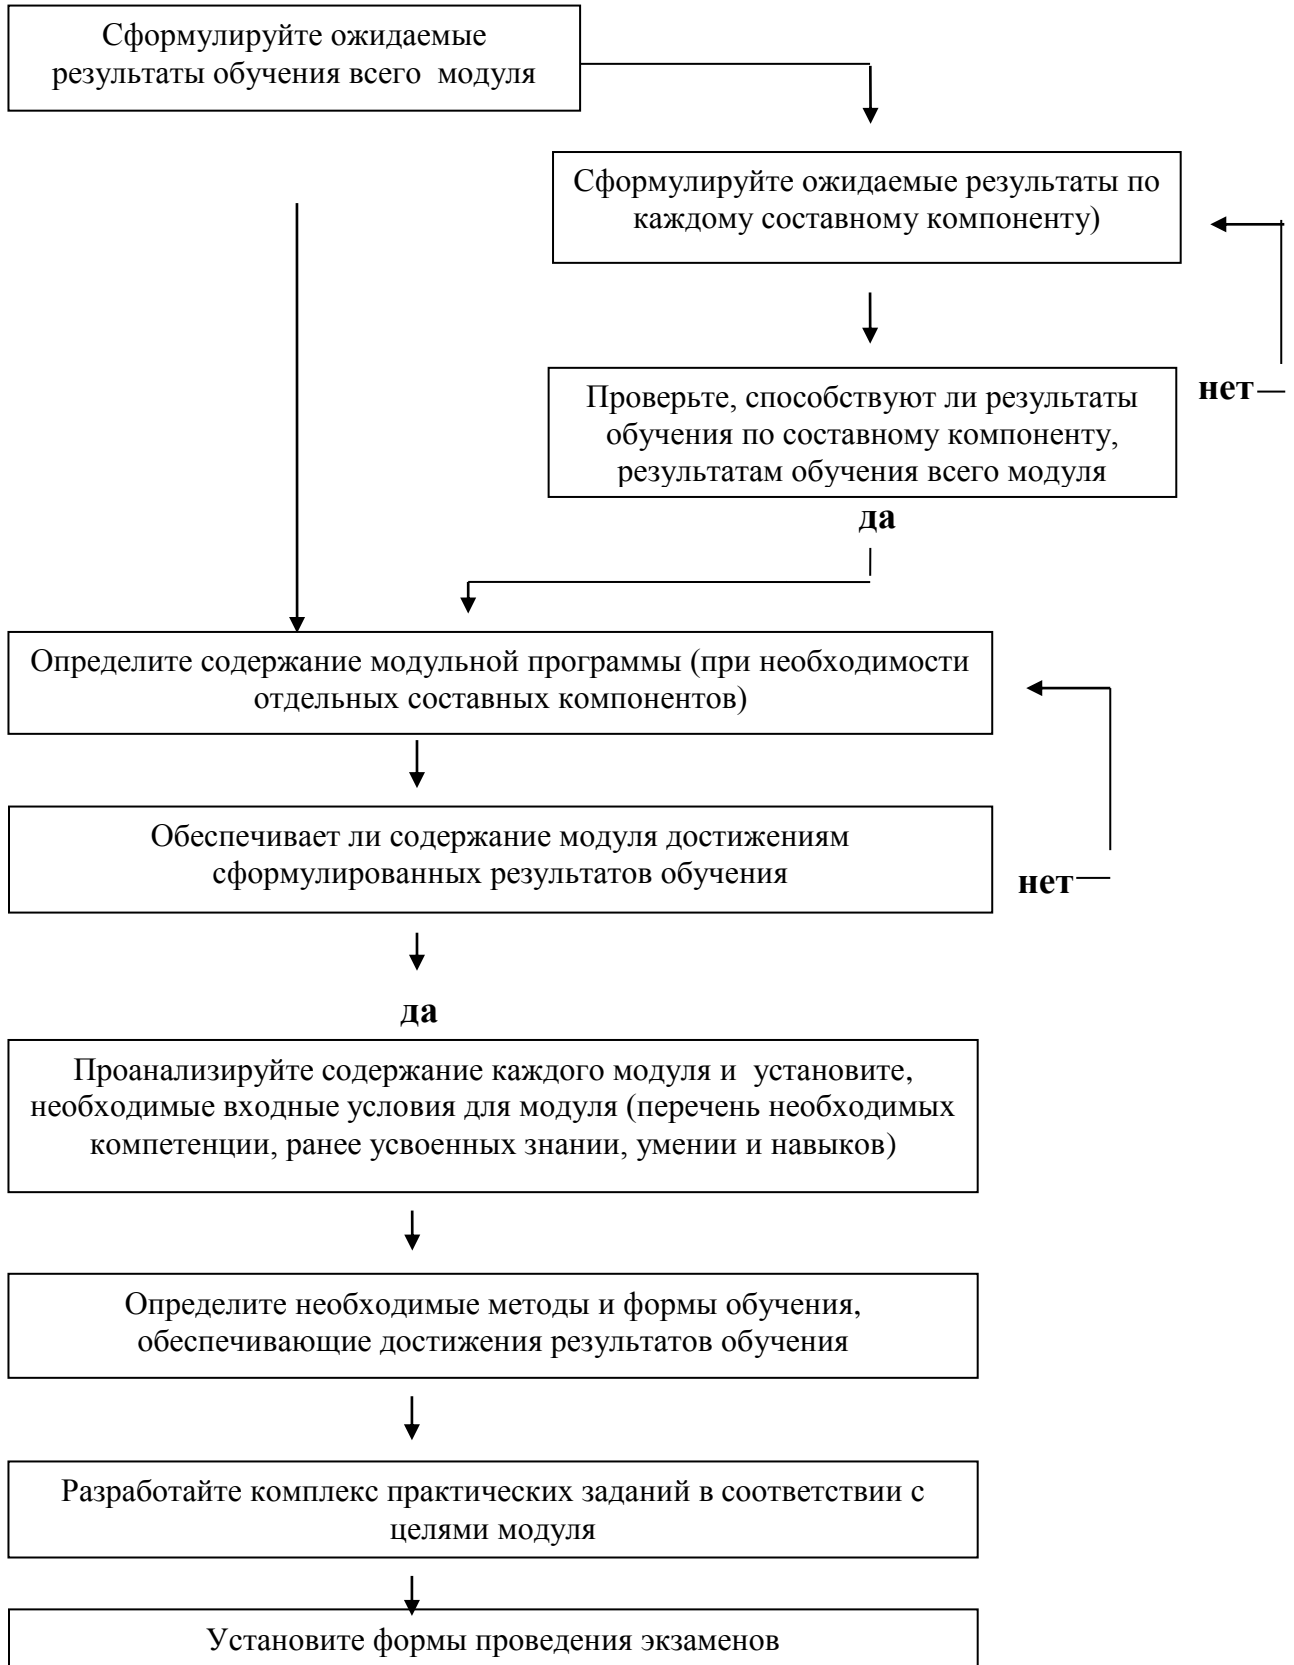 Сформулируйте ожидаемые
результаты обучения всего модуля
Сформулируйте ожидаемые результаты по
каждому составному компоненту)
Проверьте, способствуют ли результаты
обучения по составному компоненту,
результатам обучения всего модуля
нет
да
Определите содержание модульной программы (при необходимости
отдельных составных компонентов)
Обеспечивает ли содержание модуля достижениям
сформулированных результатов обучения
нет
да
Проанализируйте содержание каждого модуля и установите,
необходимые входные условия для модуля (перечень необходимых
компетенции, ранее усвоенных знании, умении и навыков)
Определите необходимые методы и формы обучения,
обеспечивающие достижения результатов обучения
Разработайте комплекс практических заданий в соответствии с
целями модуля
Установите формы проведения экзаменов